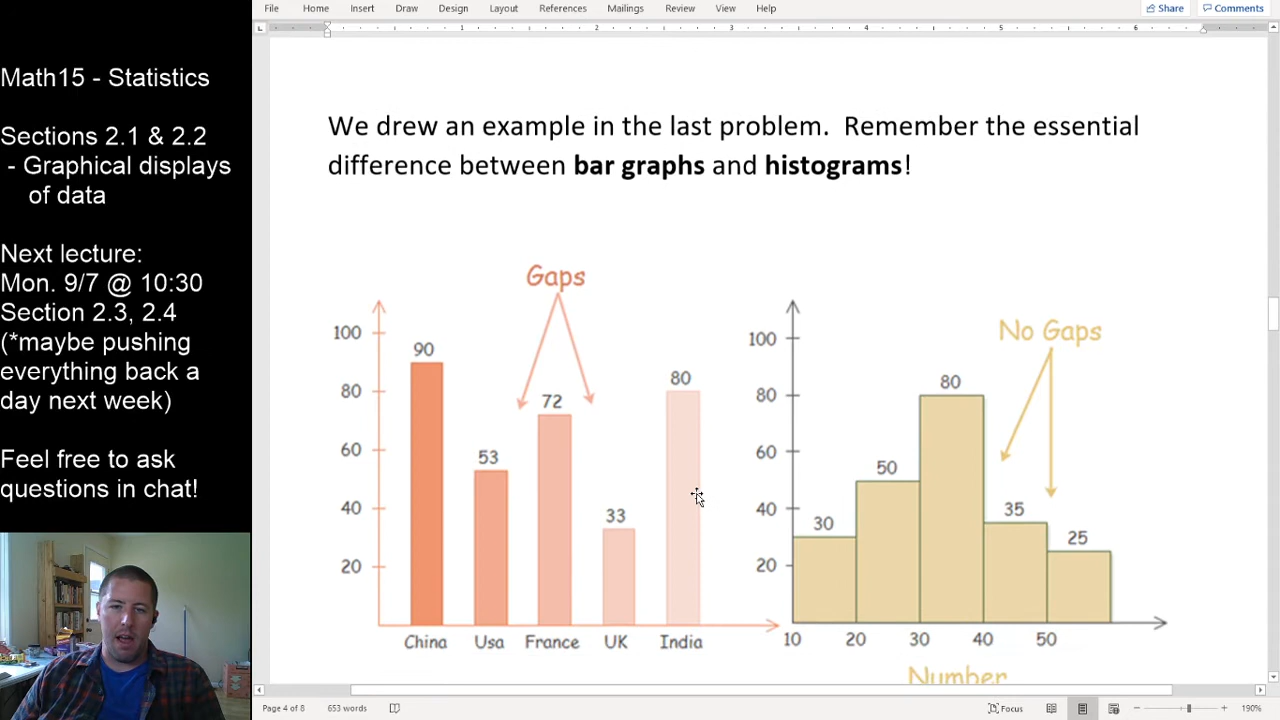 File Home Insert Draw Design Layout References Mailings Review View Help Share Comments
Math15 - Statistics
Sections 2.1 & 2.2
- Graphical displays
of data
Next lecture:
Mon. 9/7 @ 10:30
Section 2.3, 2.4
(*maybe pushing
everything back a
day next week)
Feel free to ask
questions in chat!
1 2 3 5 6
We drew an example in the last problem. Remember the essential
difference between bar graphs and histograms!
Gaps
100
80
60
40
20
90
53
72
33
80
China Usa France UK India
No Gaps
100
80
60
40
20
30
50
80
35
25
10 20 30 40 50
Number
Page 4 of 8 653 words Focus 190%